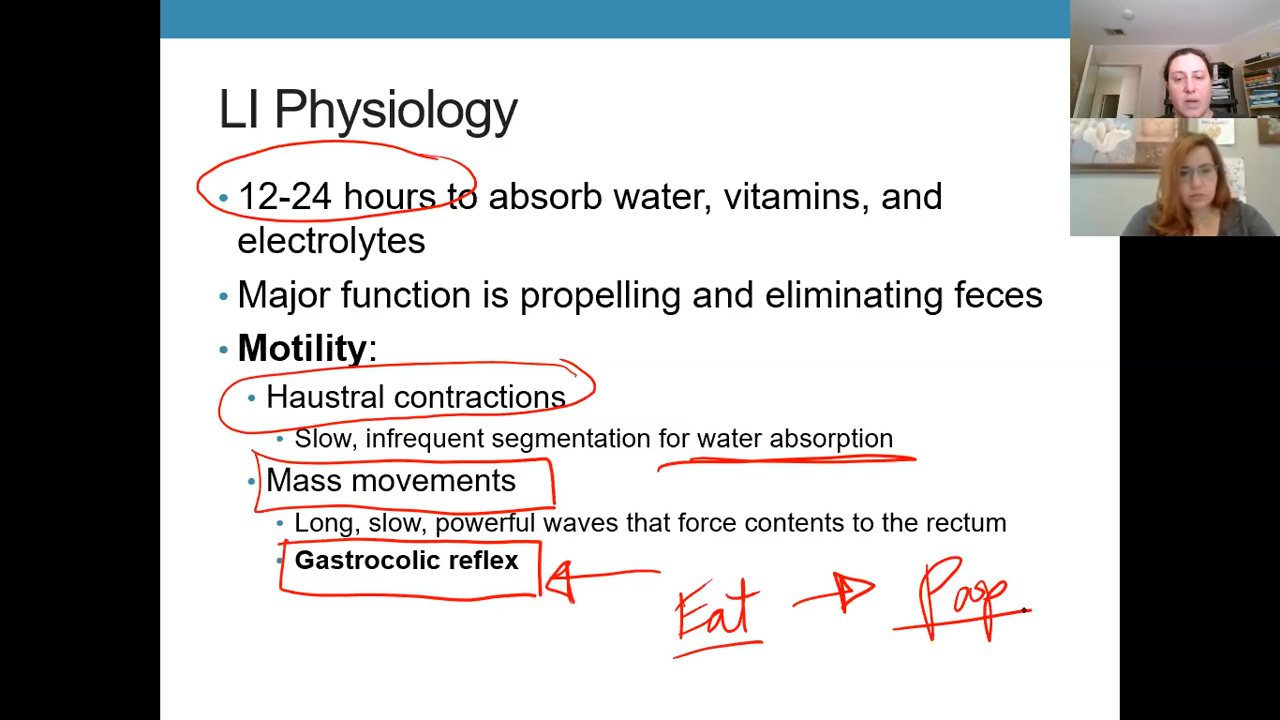 LI Physiology
• 12-24 hours to absorb water, vitamins, and
electrolytes
• Major function is propelling and eliminating feces
• Motility:
• Haustral contractions
• Slow, infrequent segmentation for water absorption
• Mass movements
• Long, slow, powerful waves that force contents to the rectum
• Gastrocolic reflex
Eat Poop